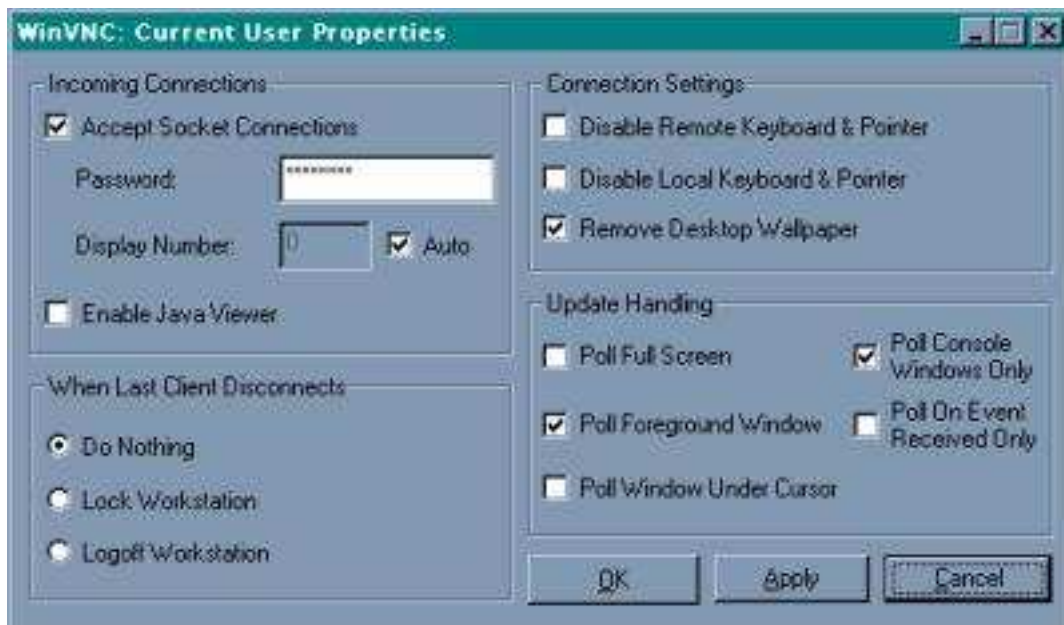 WinVNC: Current User Properties
Incoming Connections
Accept Socket Connections
Password: ********
Display Number: 0 Auto
Enable Java Viewer
When Last Client Disconnects
Do Nothing
Lock Workstation
Logoff Workstation
Connection Settings
Disable Remote Keyboard & Pointer
Disable Local Keyboard & Pointer
Remove Desktop Wallpaper
Update Handling
Poll Full Screen
Poll Console
Windows Only
Poll Foreground Window
Poll On Event
Received Only
Poll Window Under Cursor
OK Apply Cancel